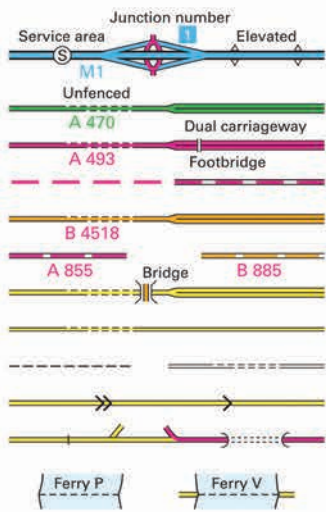 Junction number
Service area
1
Elevated
S
M1
Unfenced
A 470
Dual carriageway
A 493
Footbridge
B 4518
A 855
Bridge
B 885
Ferry P
Ferry V